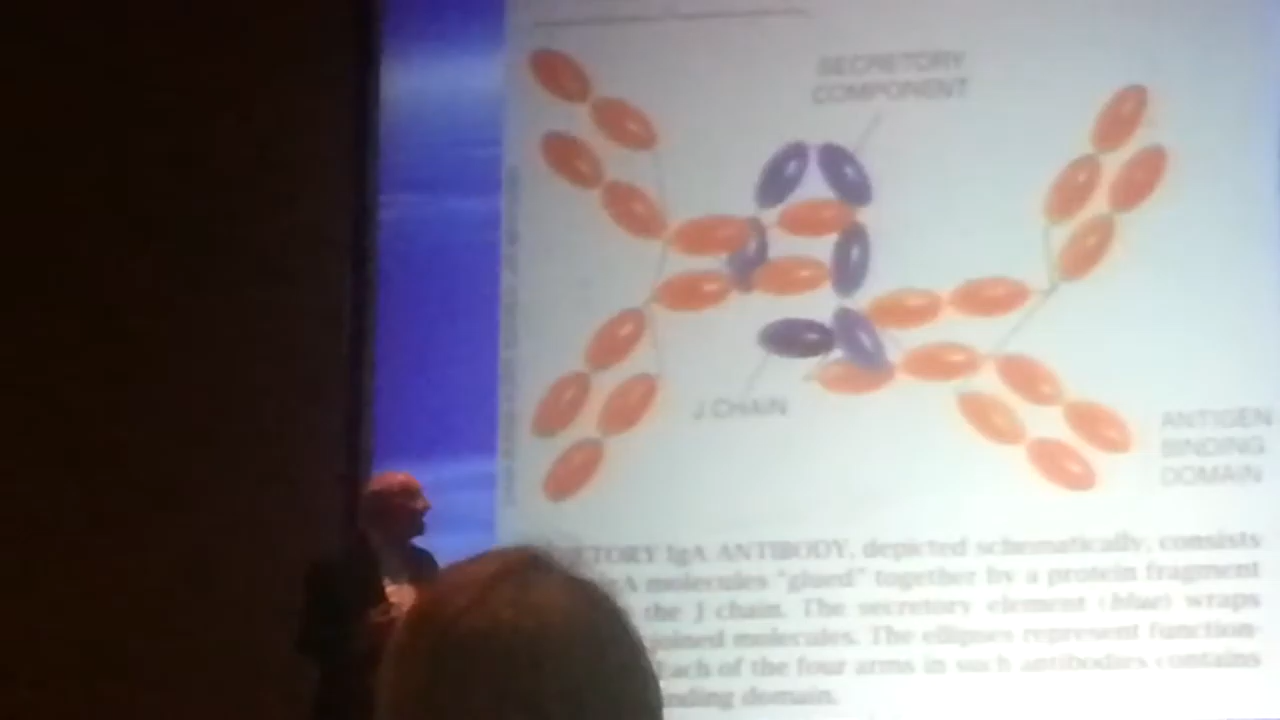 SECRETORY
COMPONENT
J CHAIN
ANTIGEN
BINDING
DOMAIN
IgA ANTIBODY, depicted schematically, consists
molecules "glued" together by a protein fragment
the J chain. The secretory element (blue) wraps
joined molecules. The ellipses represent function-
Each of the four arms in such antibodies contains
domain.